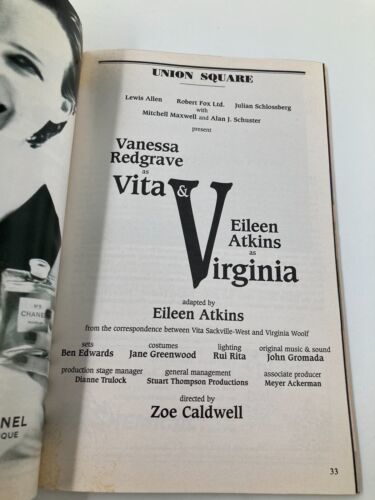 UNION SQUARE
Lewis Allen Robert Fox Ltd. Julian Schlossberg
with
Mitchell Maxwell and Alan J. Schuster
present
Vanessa
Redgrave
as
Vita & Virginia
Eileen
Atkins
as
adapted by
Eileen Atkins
from the correspondence between Vita Sackville-West and Virginia Woolf
sets costumes lighting original music & sound
Ben Edwards Jane Greenwood Rui Rita John Gromada
production stage manager general management associate producer
Dianne Trulock Stuart Thompson Productions Meyer Ackerman
directed by
Zoe Caldwell
33
N°5
CHANEL
NEL
QUE